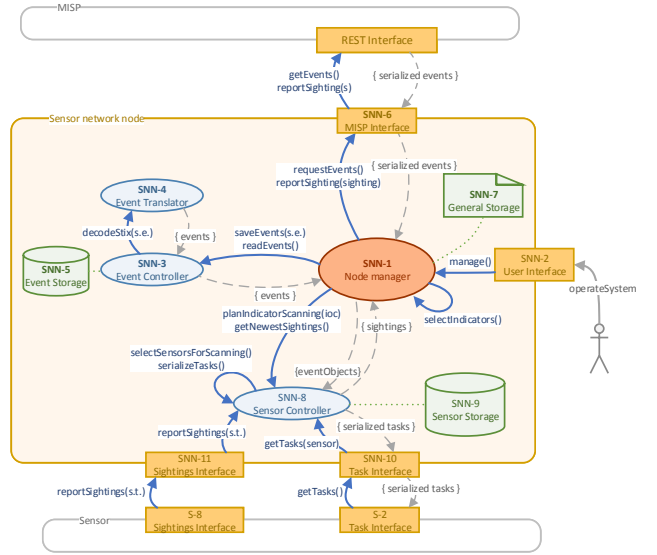 MISP
REST Interface
getEvents()
reportSighting(s)
{ serialized events }
Sensor network node
SNN-6
MISP Interface
requestEvents()
reportSighting(sighting)
{ serialized events }
SNN-4
Event Translator
SNN-7
General Storage
decodeStix(s.e.)
{ events }
saveEvents(s.e.)
readEvents()
SNN-5
Event Storage
SNN-3
Event Controller
SNN-1
Node manager
manage()
SNN-2
User Interface
operateSystem
{ events }
planIndicatorScanning(ioc)
getNewestSightings()
{ sightings }
selectIndicators()
selectSensorsForScanning()
serializeTasks()
{eventObjects}
SNN-8
Sensor Controller
SNN-9
Sensor Storage
reportSightings(s.t.)
getTasks(sensor)
{ serialized tasks }
SNN-11
Sightings Interface
SNN-10
Task Interface
reportSightings(s.t.)
getTasks()
{ serialized tasks }
Sensor
S-8
Sightings Interface
S-2
Task Interface